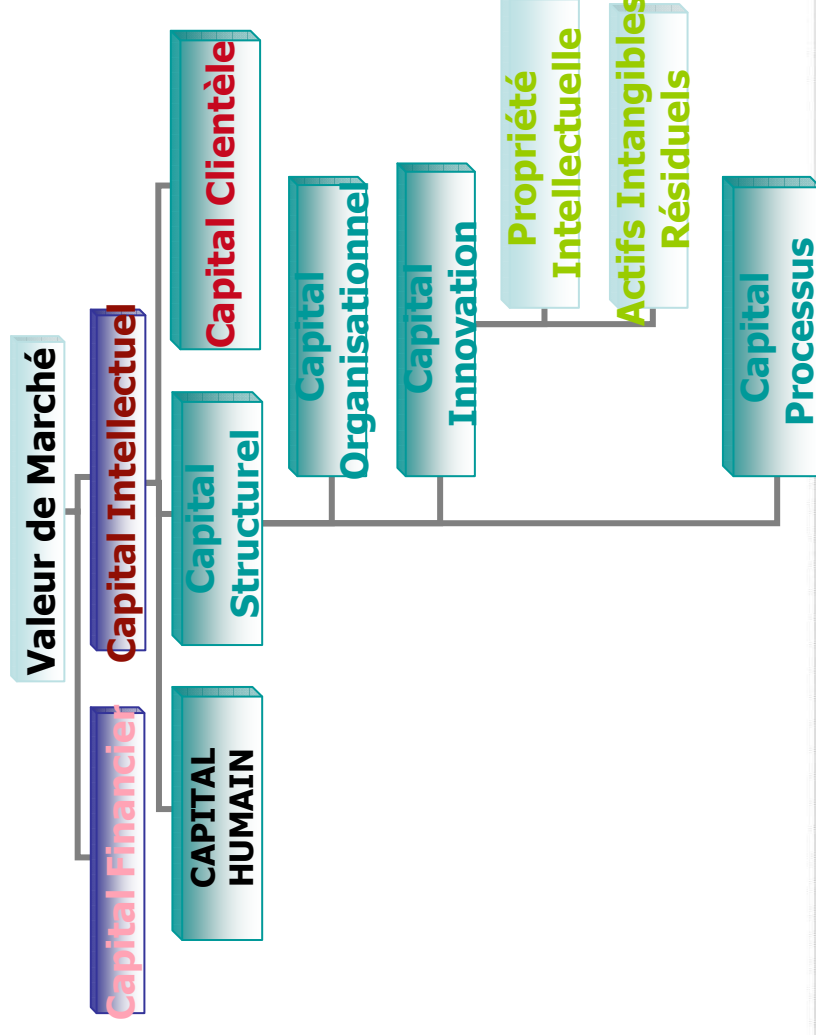 Valeur de Marché
Capital Financier
Capital Intellectuel
CAPITAL
HUMAIN
Capital
Structurel
Capital Clientèle
Capital
Organisationnel
Capital
Innovation
Propriété
Intellectuelle
Actifs Intangibles
Résiduels
Capital
Processus